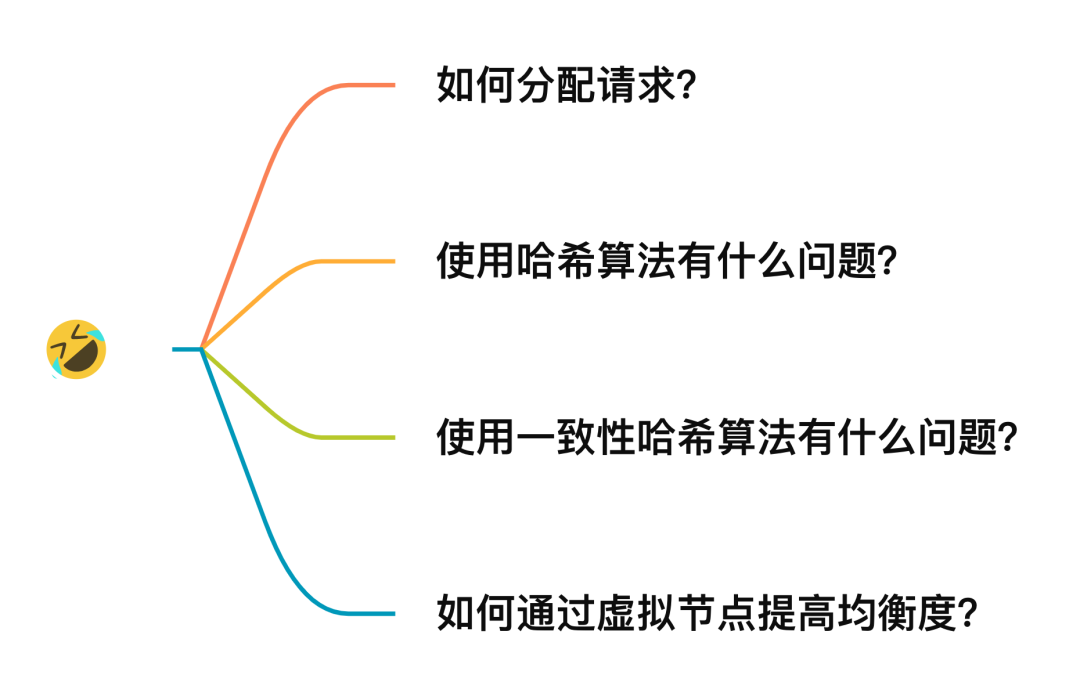 如何分配请求?
使用哈希算法有什么问题?
使用一致性哈希算法有什么问题?
如何通过虚拟节点提高均衡度?